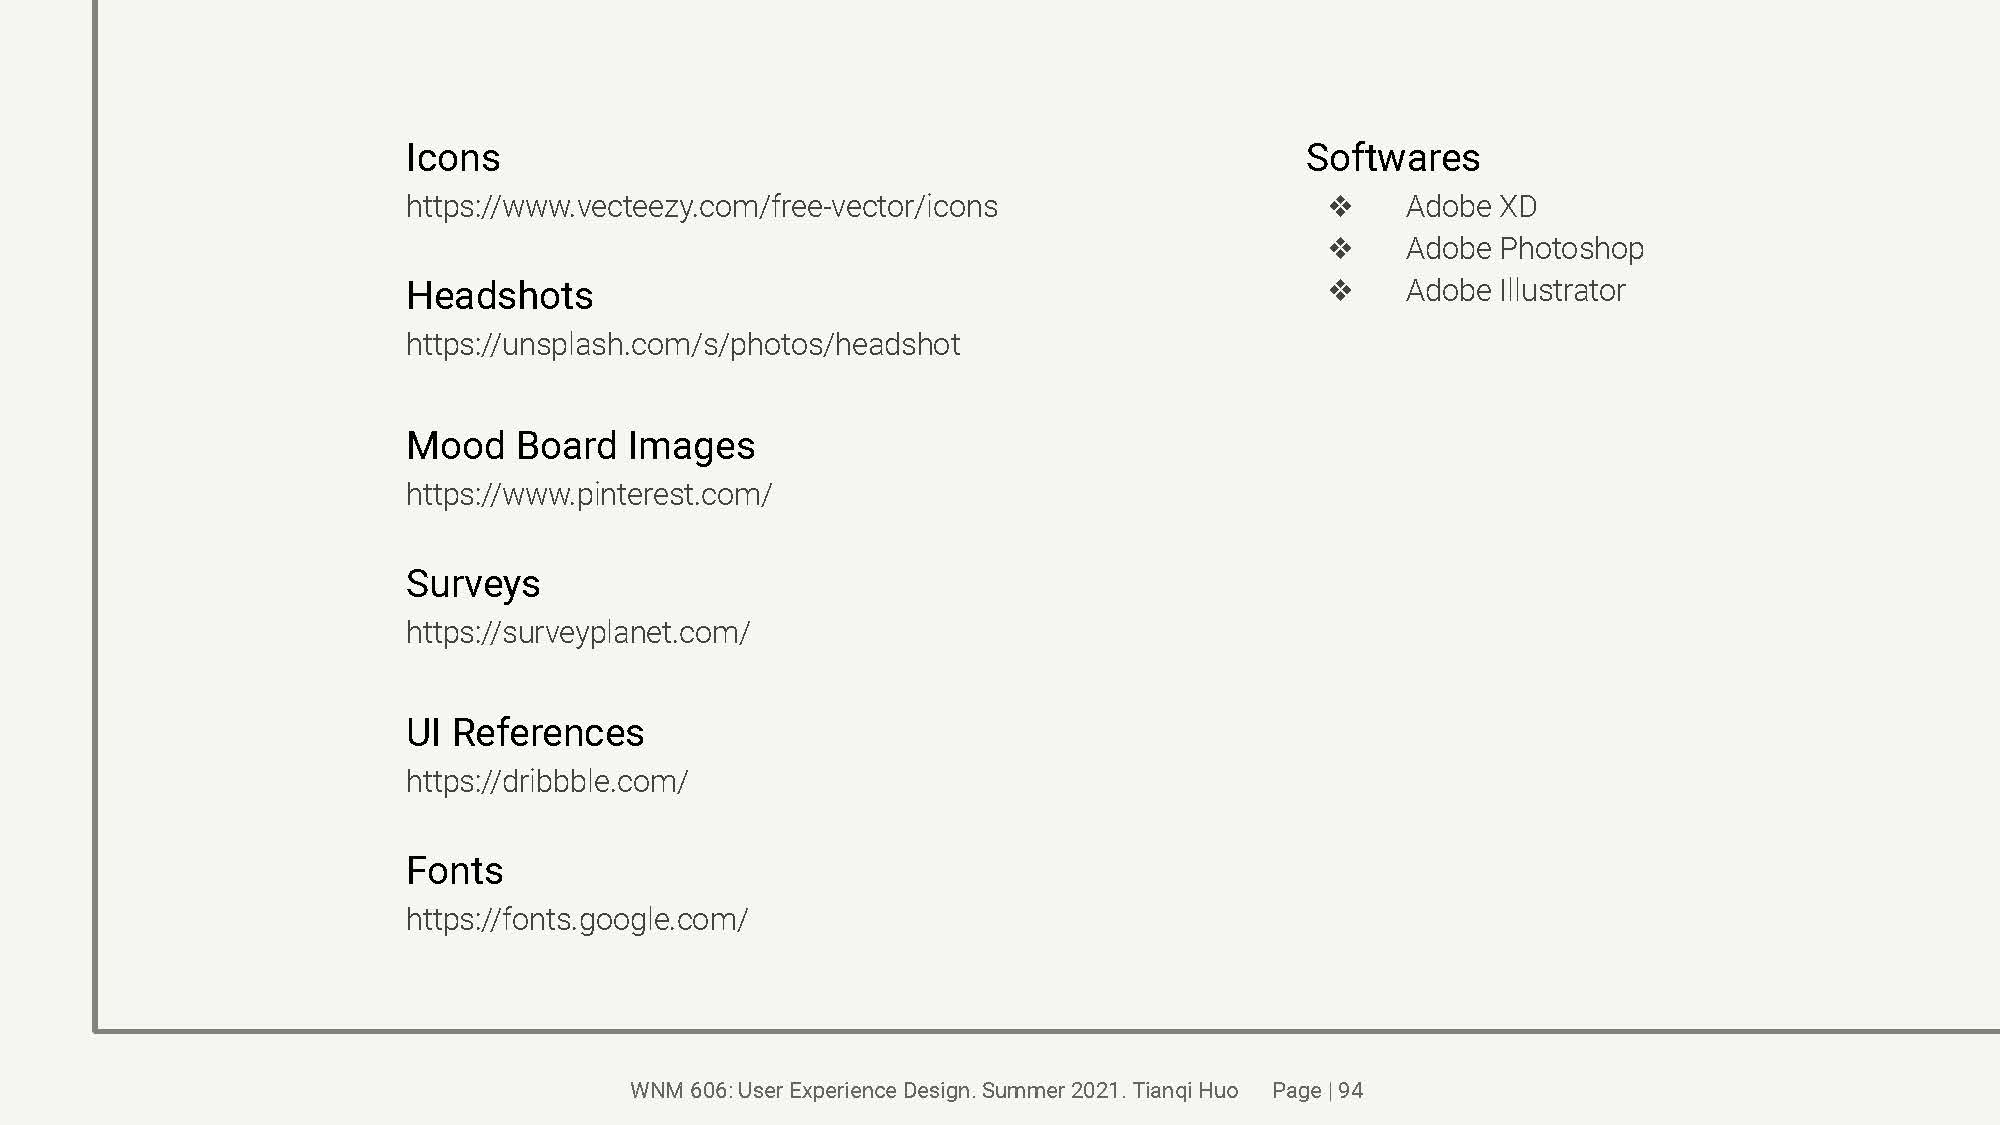 Icons
https://www.vecteezy.com/free-vector/icons
Headshots
https://unsplash.com/s/photos/headshot
Mood Board Images
https://www.pinterest.com/
Surveys
https://surveyplanet.com/
UI References
https://dribbble.com/
Fonts
https://fonts.google.com/
Softwares
❖ Adobe XD
❖ Adobe Photoshop
❖ Adobe Illustrator
WNM 606: User Experience Design. Summer 2021. Tianqi Huo Page | 94